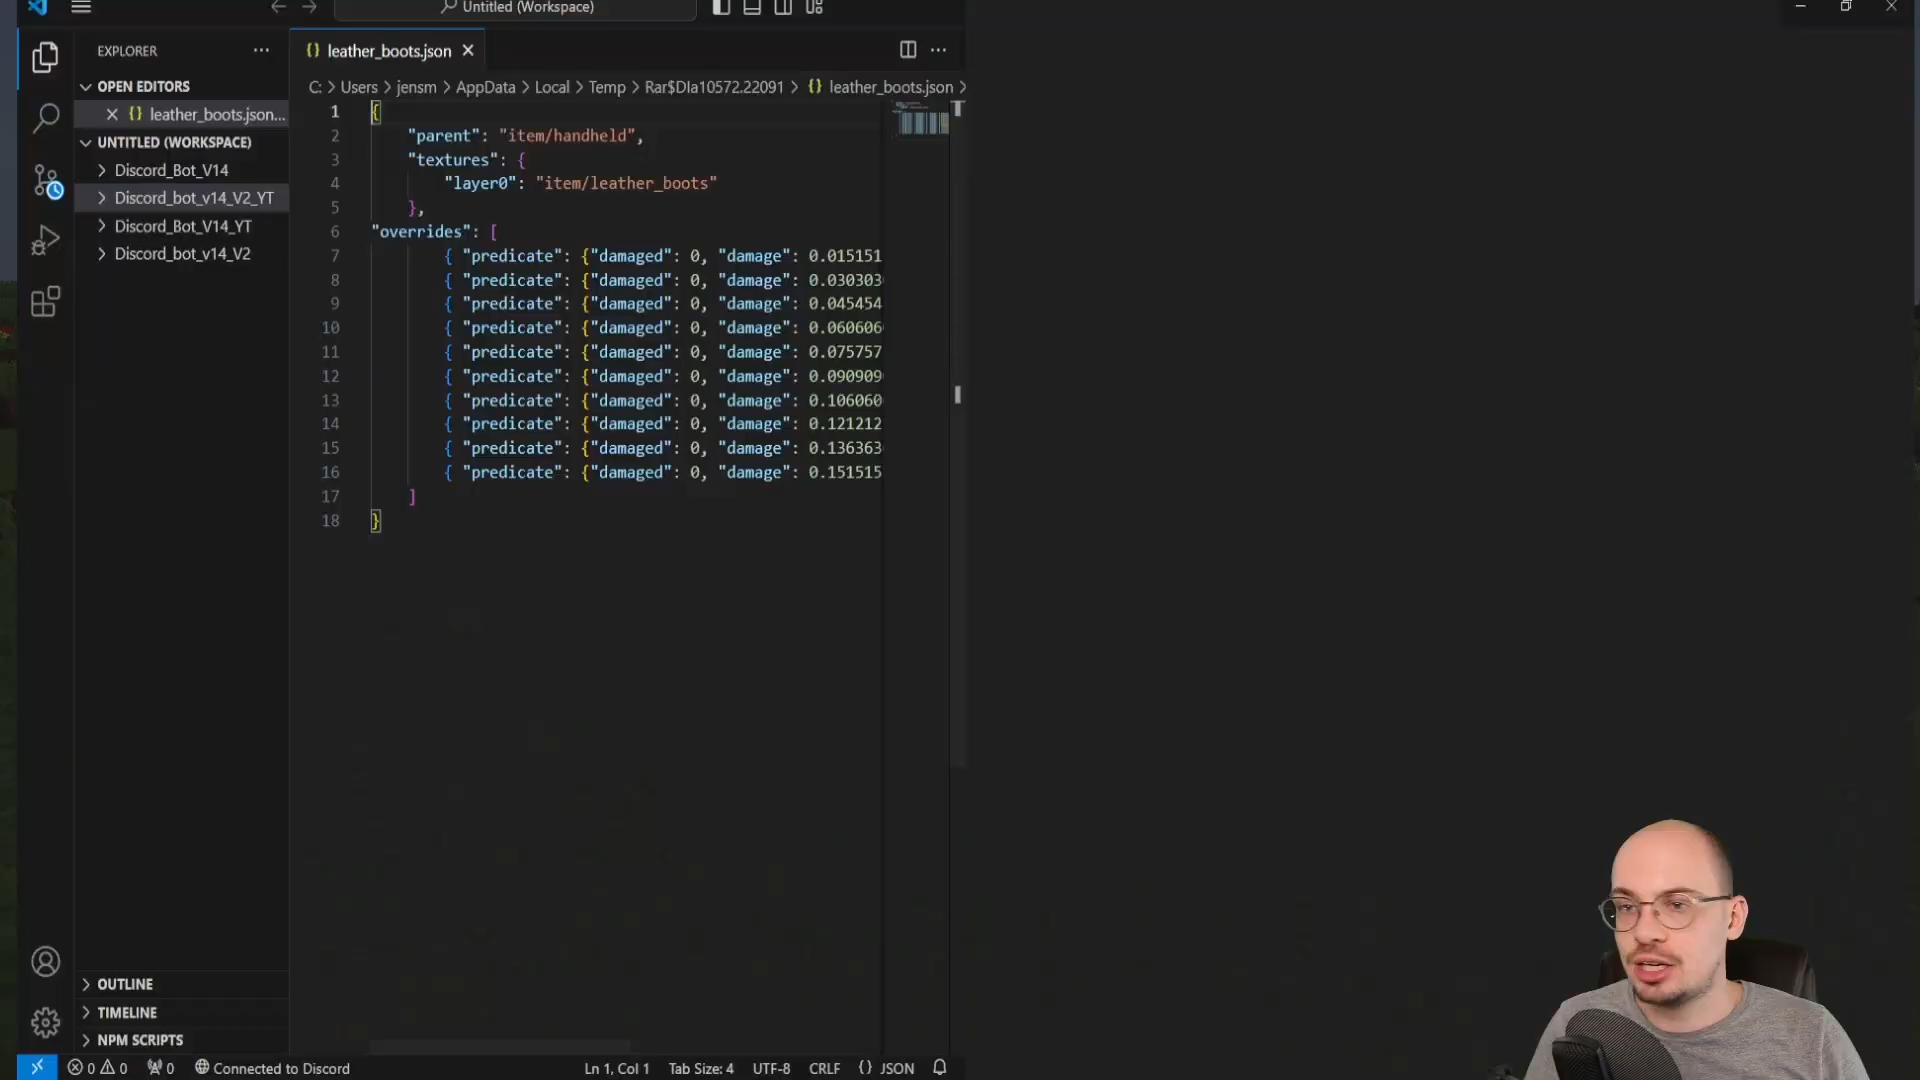 Untitled (Workspace)
EXPLORER
leather_boots.json
OPEN EDITORS
leather_boots.json...
UNTITLED (WORKSPACE)
Discord_Bot_V14
Discord_bot_v14_V2_YT
Discord_Bot_V14_YT
Discord_bot_v14_V2
C: > Users > jensm > AppData > Local > Temp > Rar$DIa10572.22091 > {} leather_boots.json >
1 {
2 "parent": "item/handheld",
3 "textures": {
4 "layer0": "item/leather_boots"
5 },
6 "overrides": [
7 { "predicate": {"damaged": 0, "damage": 0.015151
8 { "predicate": {"damaged": 0, "damage": 0.030303
9 { "predicate": {"damaged": 0, "damage": 0.045454
10 { "predicate": {"damaged": 0, "damage": 0.060606
11 { "predicate": {"damaged": 0, "damage": 0.075757
12 { "predicate": {"damaged": 0, "damage": 0.090909
13 { "predicate": {"damaged": 0, "damage": 0.106060
14 { "predicate": {"damaged": 0, "damage": 0.121212
15 { "predicate": {"damaged": 0, "damage": 0.136363
16 { "predicate": {"damaged": 0, "damage": 0.151515
17 ]
18 }
OUTLINE
TIMELINE
NPM SCRIPTS
0 0 0 Connected to Discord Ln 1, Col 1 Tab Size: 4 UTF-8 CRLF {} JSON